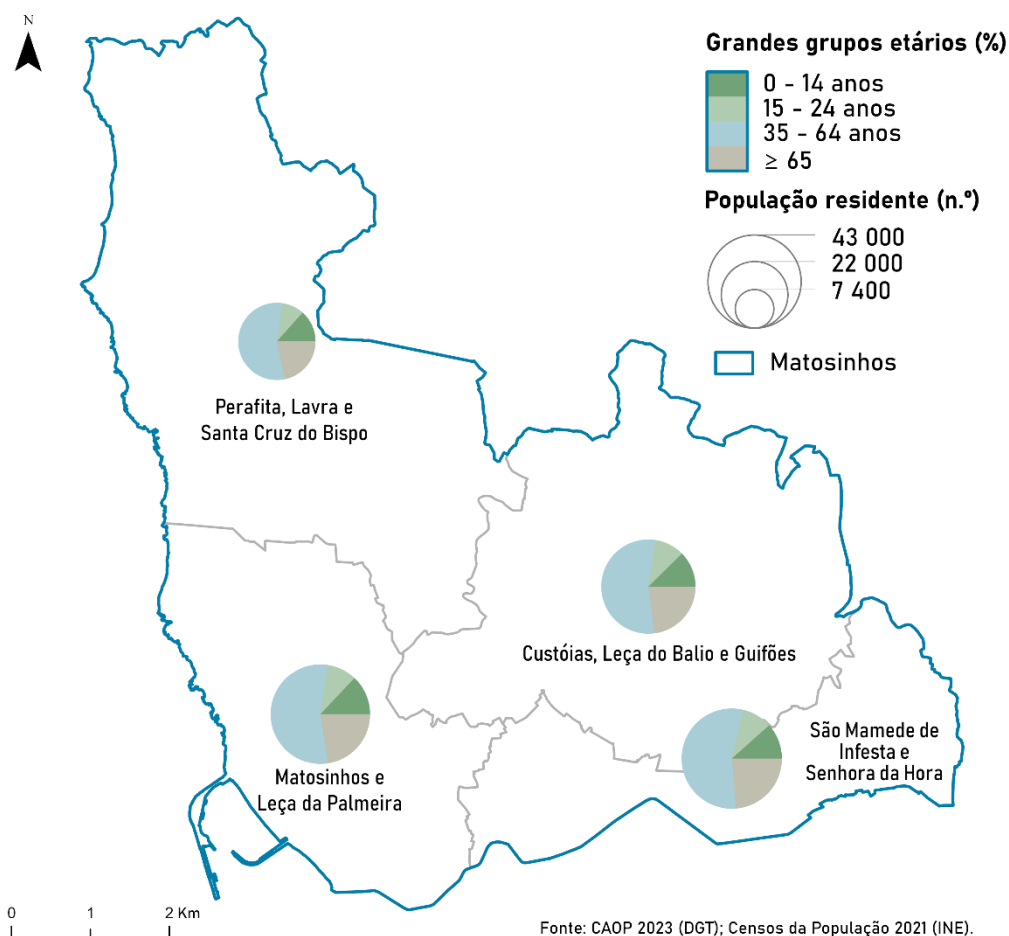 N
Grandes grupos etários (%)
0 - 14 anos
15 - 24 anos
35 - 64 anos
≥ 65
População residente (n.º)
43 000
22 000
7 400
Matosinhos
Perafita, Lavra e
Santa Cruz do Bispo
Custóias, Leça do Balio e Guifões
São Mamede de
Infesta e
Senhora da Hora
Matosinhos e
Leça da Palmeira
0 1 2 Km
Fonte: CAOP 2023 (DGT); Censos da População 2021 (INE).